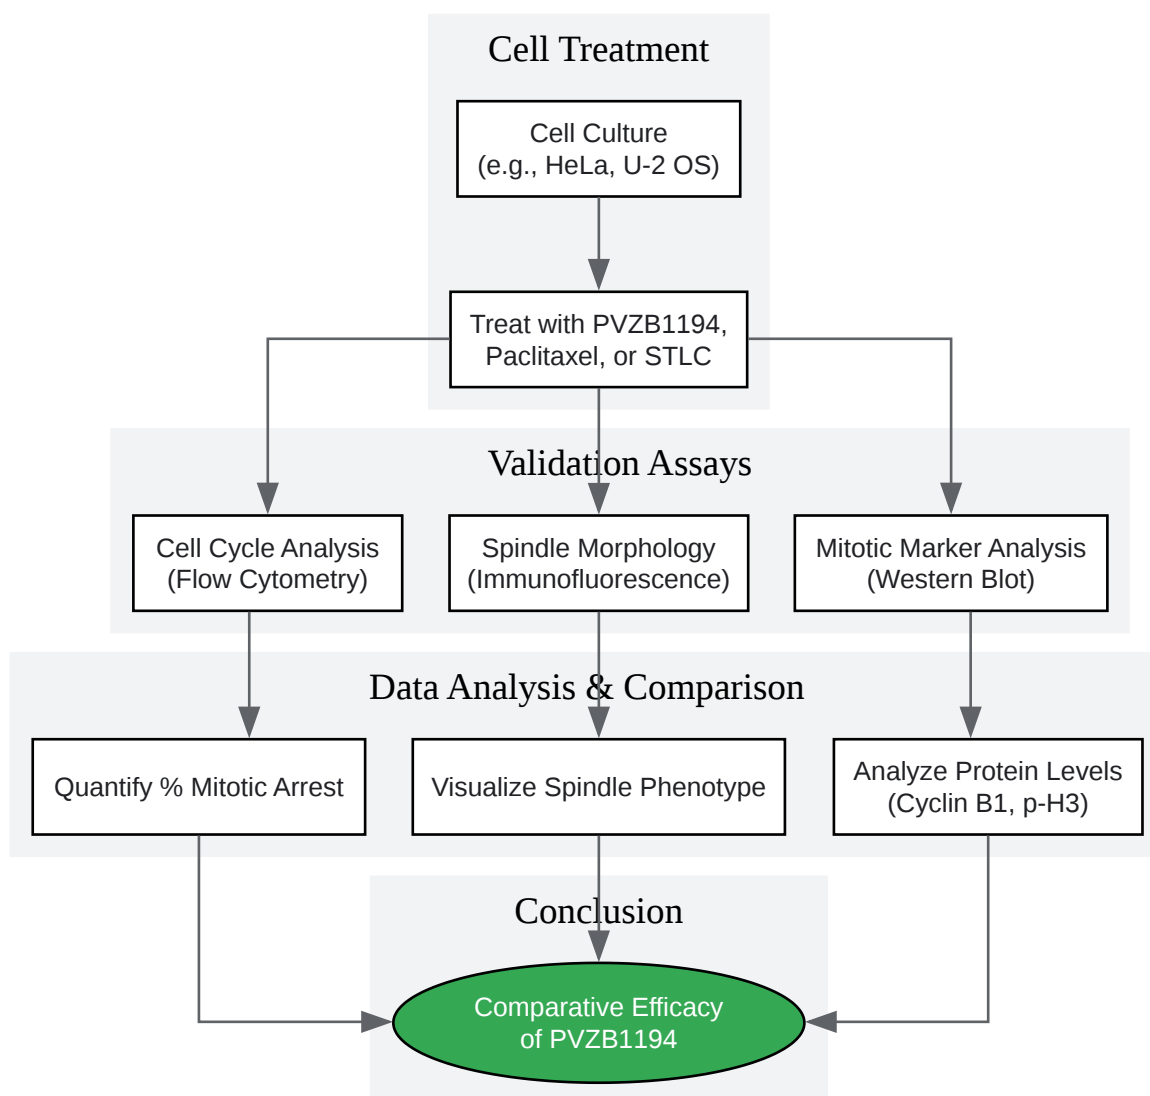 Cell Treatment
Cell Culture
(e.g., HeLa, U-2 OS)
Treat with PVZB1194,
Paclitaxel, or STLC
Validation Assays
Cell Cycle Analysis
(Flow Cytometry)
Spindle Morphology
(Immunofluorescence)
Mitotic Marker Analysis
(Western Blot)
Data Analysis & Comparison
Quantify % Mitotic Arrest
Visualize Spindle Phenotype
Analyze Protein Levels
(Cyclin B1, p-H3)
Conclusion
Comparative Efficacy
of PVZB1194